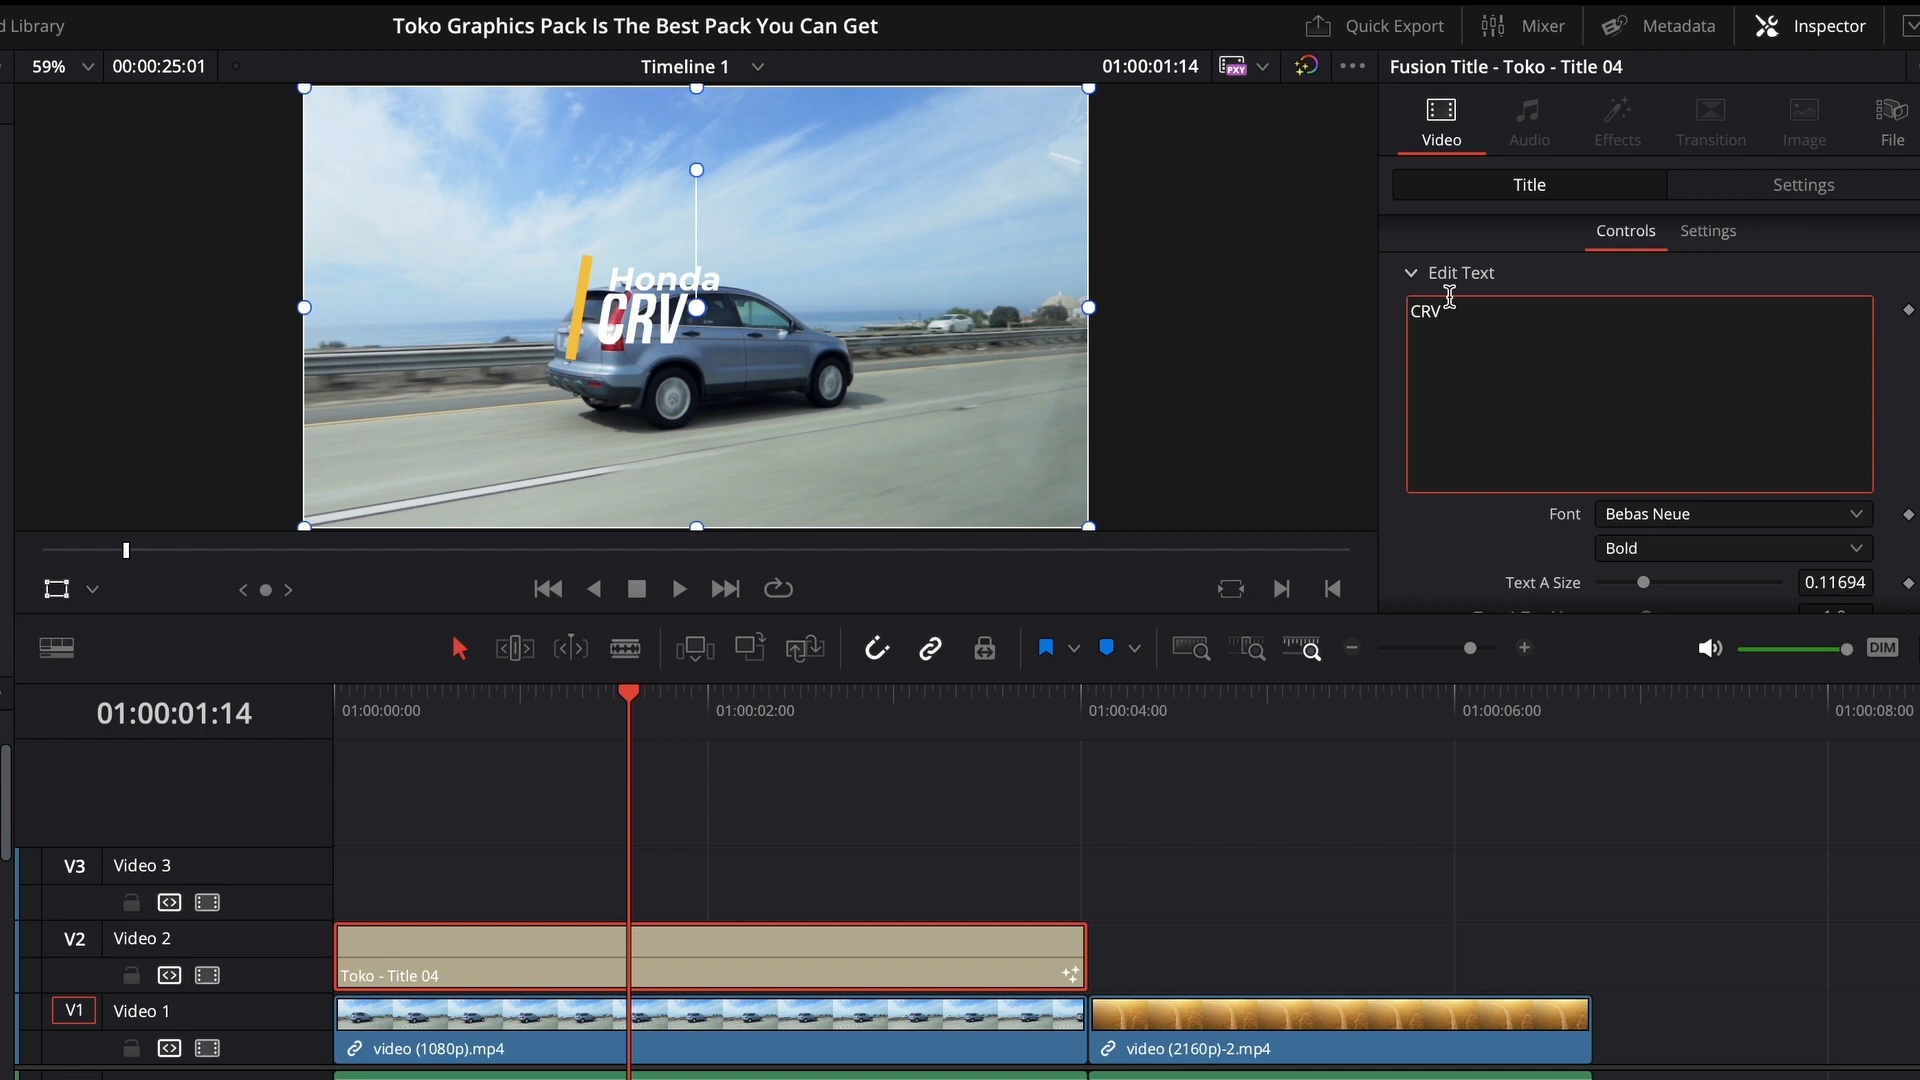 d Library
Toko Graphics Pack Is The Best Pack You Can Get
Quick Export
Mixer
Metadata
Inspector
59%
00:00:25:01
Timeline 1
01:00:01:14
PXY
Fusion Title - Toko - Title 04
Video
Audio
Effects
Transition
Image
File
Title
Settings
Controls
Settings
Edit Text
CRV
Honda
CRV
Font
Bebas Neue
Bold
Text A Size
0.11694
DIM
01:00:01:14
01:00:00:00
01:00:02:00
01:00:04:00
01:00:06:00
01:00:08:00
V3
Video 3
V2
Video 2
Toko - Title 04
V1
Video 1
video (1080p).mp4
video (2160p)-2.mp4